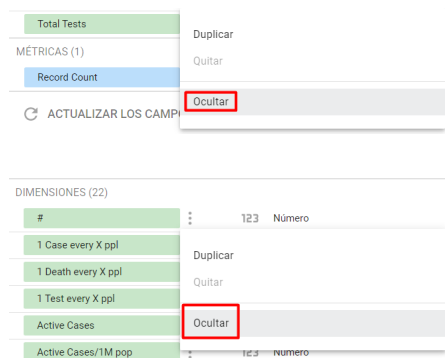 Total Tests
Duplicar
MÉTRICAS (1)
Quitar
Record Count
Ocultar
ACTUALIZAR LOS CAMP
DIMENSIONES (22)
# 123 Número
1 Case every X ppl
Duplicar
1 Death every X ppl
Quitar
1 Test every X ppl
Active Cases
Ocultar
Active Cases/1M pop 123 Número